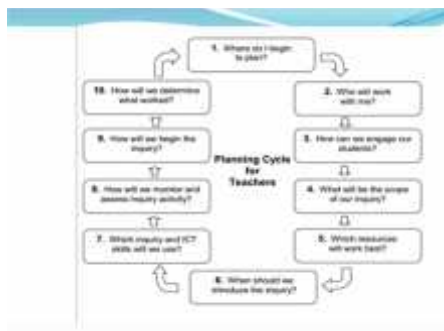 1. Where do I begin
to plan?
2. Who will work
with me?
3. How can we engage our
students?
4. What will be the scope
of our inquiry?
5. Which resources
will work best?
6. When should we
introduce the inquiry?
7. Which inquiry and ICT
skills will we use?
8. How will we monitor and
assess inquiry activity?
9. How will we begin the
inquiry?
10. How will we determine
what worked?
Planning Cycle
for
Teachers